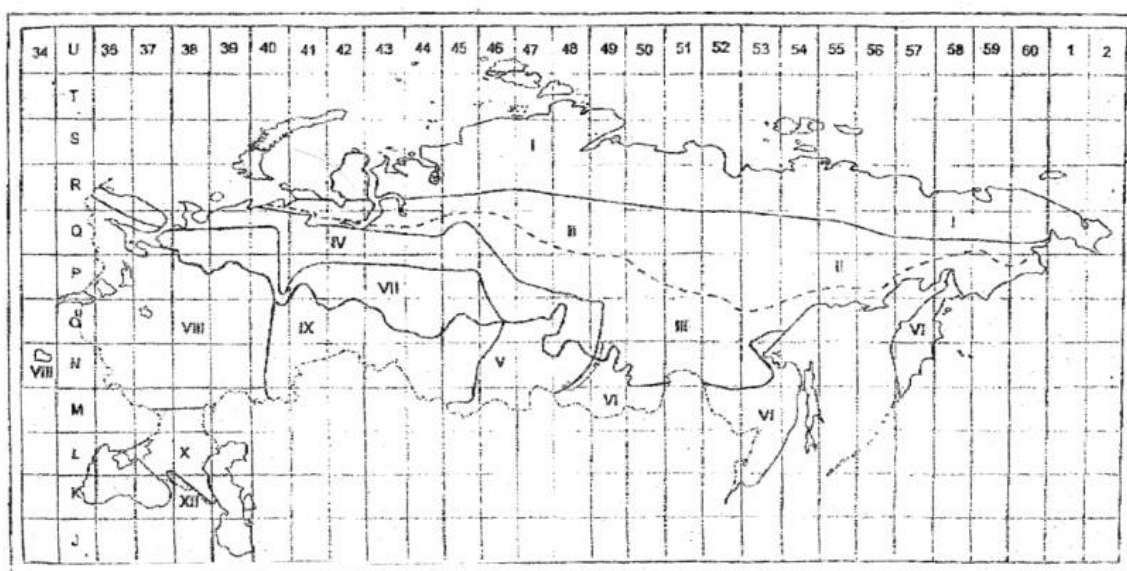 34 U 36 37 38 39 40 41 42 43 44 45 46 47 48 49 50 51 52 53 54 55 56 57 58 59 60 1 2
T
S I
R
Q IV II I
P VII II
O VIII IX III VI
N VIII V
M VI VI
L X
K XII
J